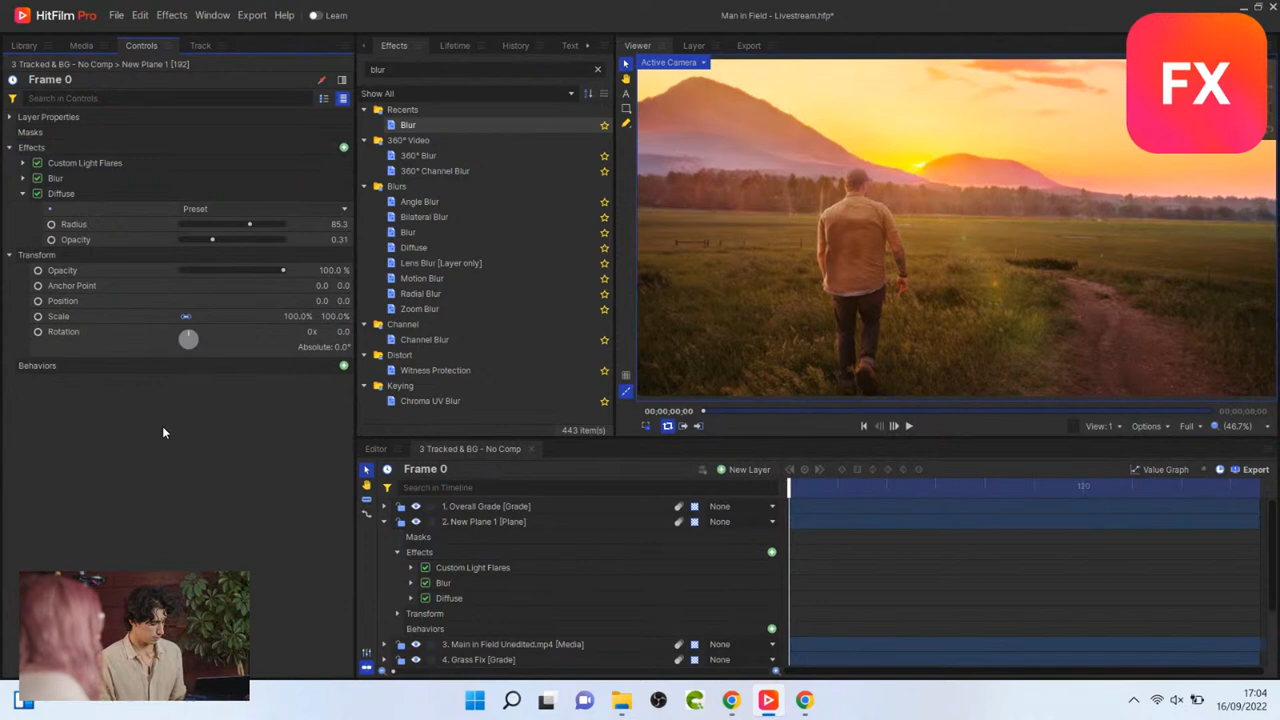 HitFilm Pro File Edit Effects Window Export Help Learn Man in Field - Livestream.hfp*
Library Media Controls Track
3 Tracked & BG - No Comp > New Plane 1 [192]
Frame 0
Search in Controls
Layer Properties
Masks
Effects
Custom Light Flares
Blur
Diffuse
Preset
Radius 85.3
Opacity 0.31
Transform
Opacity 100.0 %
Anchor Point 0.0 0.0
Position 0.0 0.0
Scale 100.0% 100.0%
Rotation 0x 0.0
Absolute: 0.0°
Behaviors
Effects Lifetime History Text
blur
Show All
Recents
Blur
360° Video
360° Blur
360° Channel Blur
Blurs
Angle Blur
Bilateral Blur
Blur
Diffuse
Lens Blur [Layer only]
Motion Blur
Radial Blur
Zoom Blur
Channel
Channel Blur
Distort
Witness Protection
Keying
Chroma UV Blur
443 item(s)
Viewer Layer Export
Active Camera
FX
00;00;00;00 00;00;08;00
View: 1 Options Full (46.7%)
Editor 3 Tracked & BG - No Comp
Frame 0 New Layer Value Graph Export
Search in Timeline 120
1. Overall Grade [Grade] None
2. New Plane 1 [Plane] None
Masks
Effects
Custom Light Flares
Blur
Diffuse
Transform
Behaviors
3. Main in Field Unedited.mp4 [Media] None
4. Grass Fix [Grade] None
17:04
16/09/2022